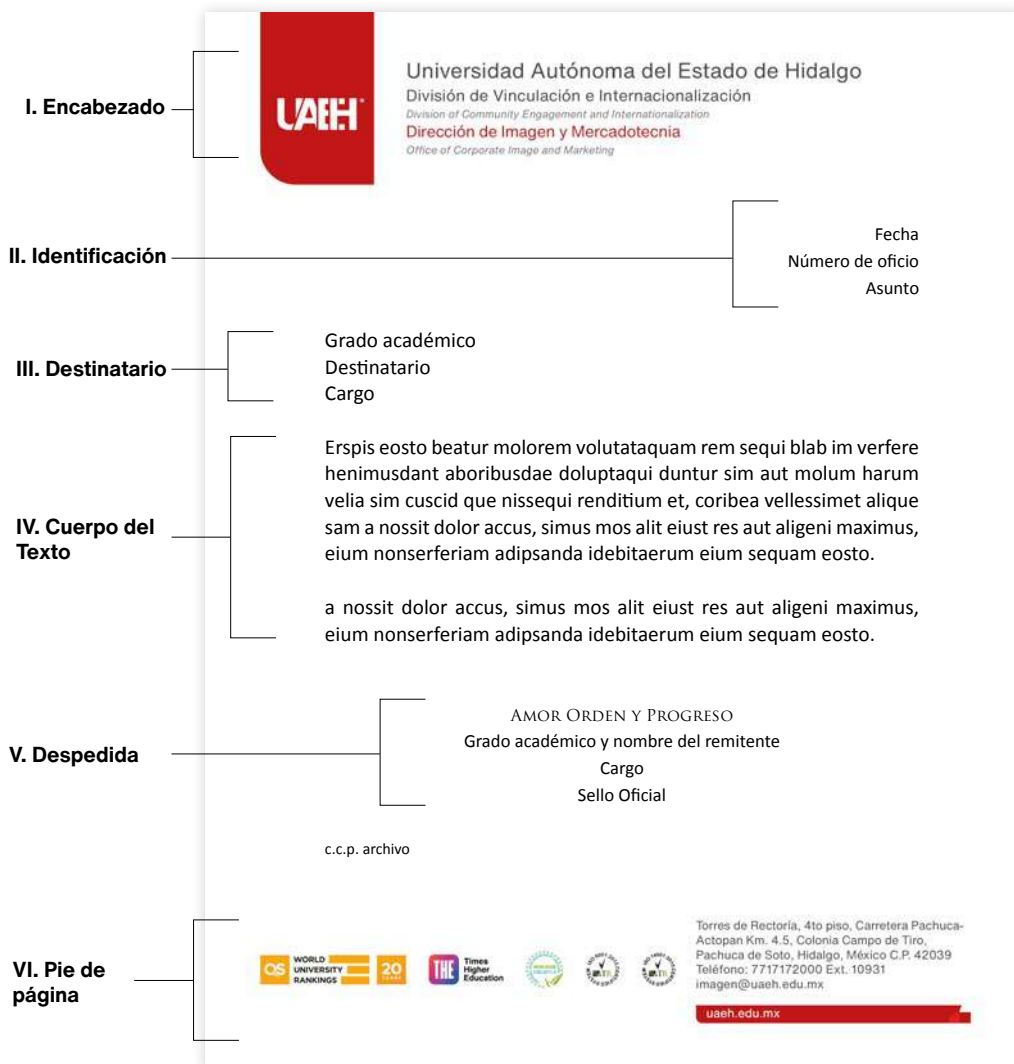 I. Encabezado
UAEH
Universidad Autónoma del Estado de Hidalgo
División de Vinculación e Internacionalización
Division of Community Engagement and Internationalization
Dirección de Imagen y Mercadotecnia
Office of Corporate Image and Marketing
II. Identificación
Fecha
Número de oficio
Asunto
III. Destinatario
Grado académico
Destinatario
Cargo
IV. Cuerpo del
Texto
Erspis eosto beatur molorem volutataquam rem sequi blab im verfere
henimusdant aboribusdae doluptaqui duntur sim aut molum harum
velia sim cuscid que nissequi renditium et, coribea vellessimet alique
sam a nossit dolor accus, simus mos alit eiust res aut aligeni maximus,
eium nonserferiam adipsanda idebitaerum eium sequam eosto.
a nossit dolor accus, simus mos alit eiust res aut aligeni maximus,
eium nonserferiam adipsanda idebitaerum eium sequam eosto.
V. Despedida
Amor Orden y Progreso
Grado académico y nombre del remitente
Cargo
Sello Oficial
c.c.p. archivo
VI. Pie de
página
QS
WORLD
UNIVERSITY
RANKINGS
20
YEARS
THE
Times
Higher
Education
Torres de Rectoría, 4to piso, Carretera Pachuca-
Actopan Km. 4.5, Colonia Campo de Tiro,
Pachuca de Soto, Hidalgo, México C.P. 42039
Teléfono: 7717172000 Ext. 10931
imagen@uaeh.edu.mx
uaeh.edu.mx